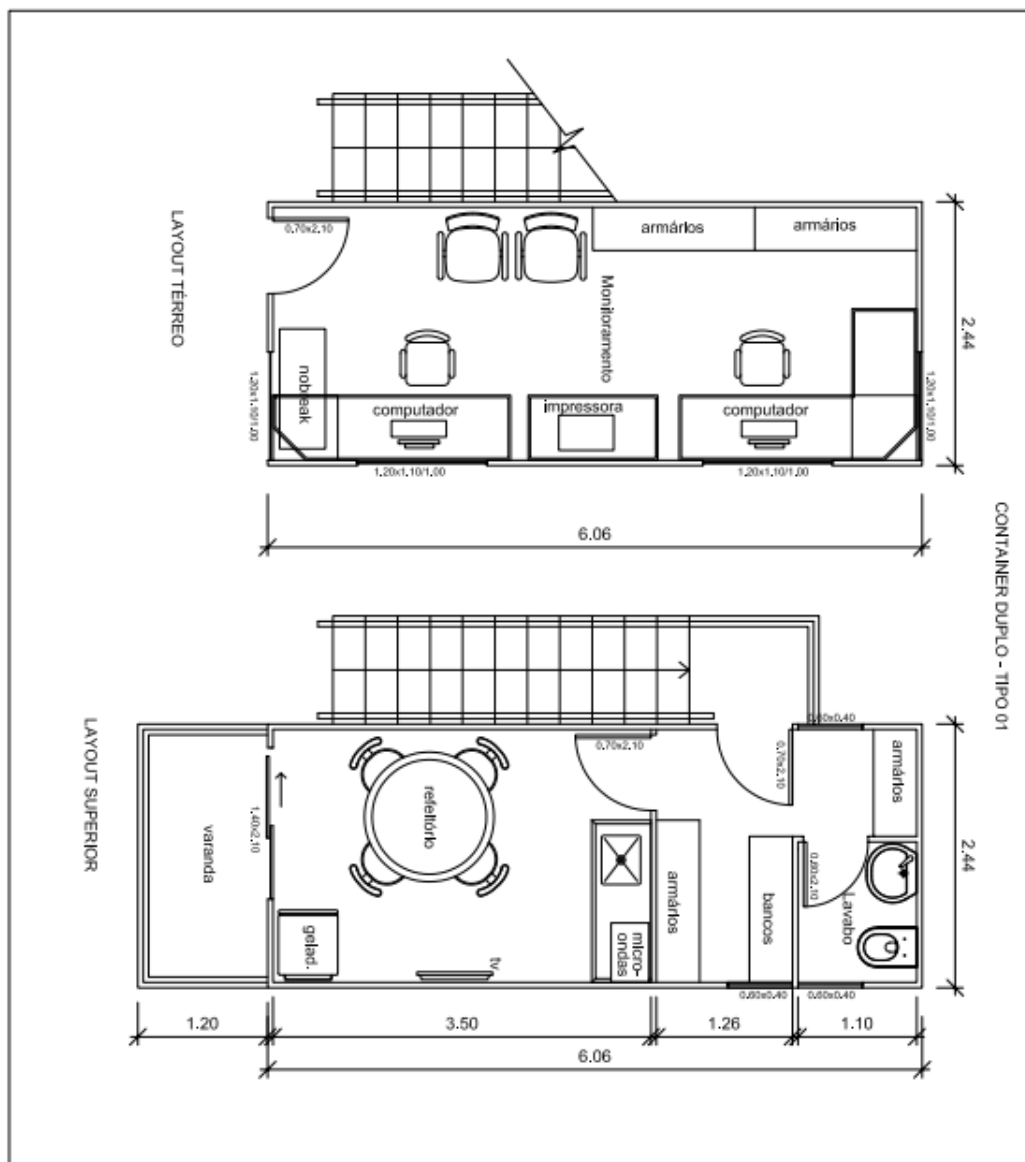 LAYOUT TÉRREO
0.70x2.10
armários
armários
Monitoramento
2.44
nobreak
computador
impressora
computador
1.20x1.10/1.00
1.20x1.10/1.00
1.20x1.10/1.00
1.20x1.10/1.00
6.06
CONTAINER DUPLO - TIPO 01
LAYOUT SUPERIOR
0.60x0.40
0.70x2.10
0.70x2.10
armários
refeitório
varanda
1.40x2.10
2.44
0.60x2.10
armários
bancos
Lavabo
gelad.
tv
micro-
ondas
0.60x0.40
0.60x0.40
1.20
3.50
1.26
1.10
6.06